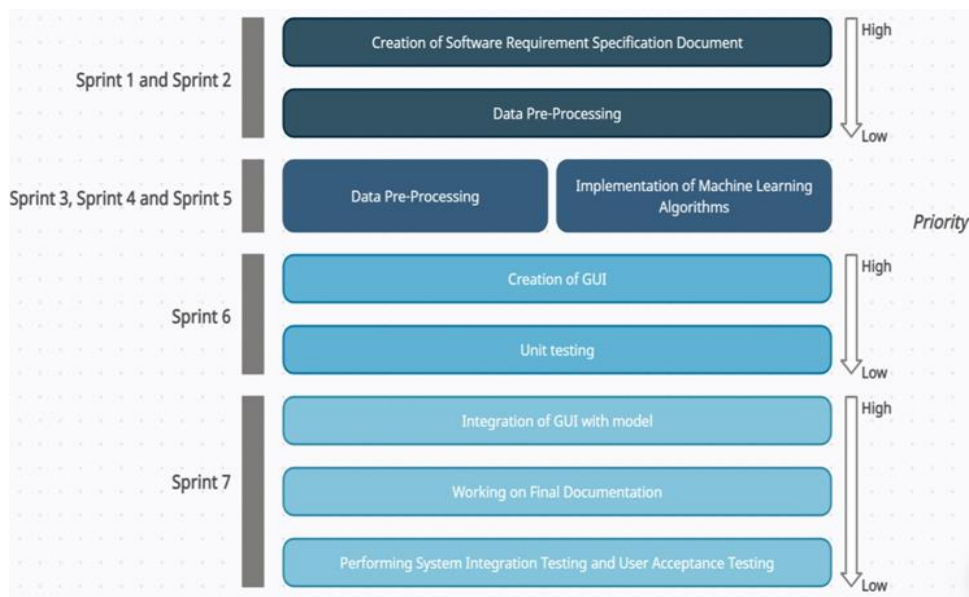 Creation of Software Requirement Specification Document
High
Sprint 1 and Sprint 2
Data Pre-Processing
Low
Sprint 3, Sprint 4 and Sprint 5
Data Pre-Processing
Implementation of Machine Learning
Algorithms
Priority
Creation of GUI
High
Sprint 6
Unit testing
Low
Integration of GUI with model
High
Sprint 7
Working on Final Documentation
Performing System Integration Testing and User Acceptance Testing
Low